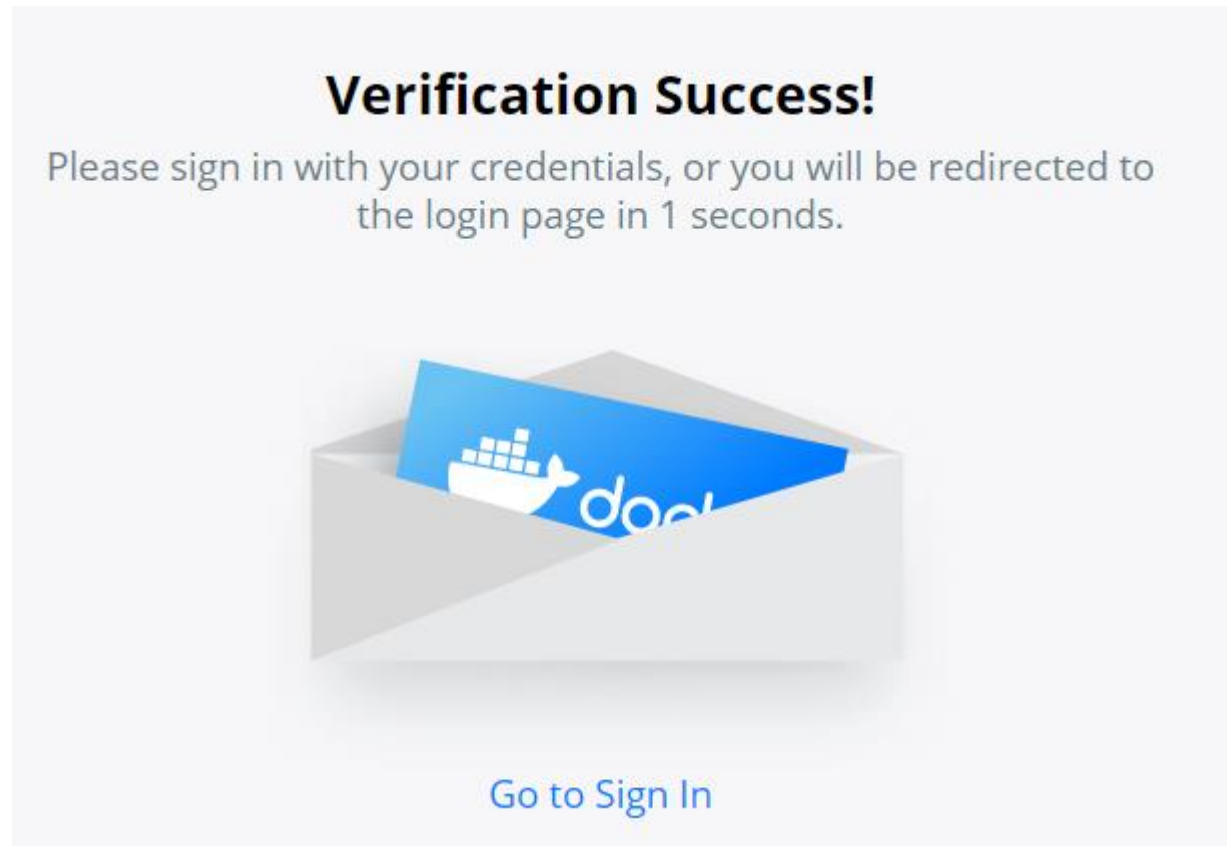 Verification Success!
Please sign in with your credentials, or you will be redirected to
the login page in 1 seconds.
Go to Sign In